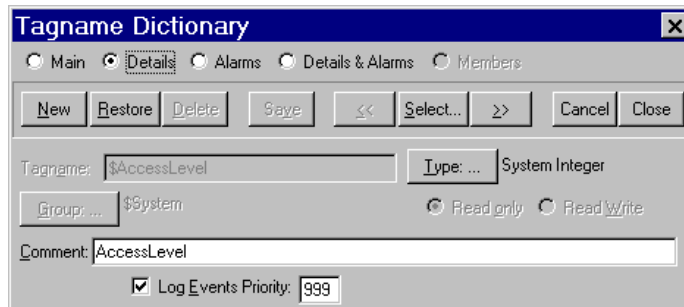 Tagname Dictionary
Main Details Alarms Details & Alarms Members
New Restore Delete Save << Select... >> Cancel Close
Tagname: $AccessLevel Type: ... System Integer
Group: ... $System Read only Read Write
Comment: AccessLevel
Log Events Priority: 999